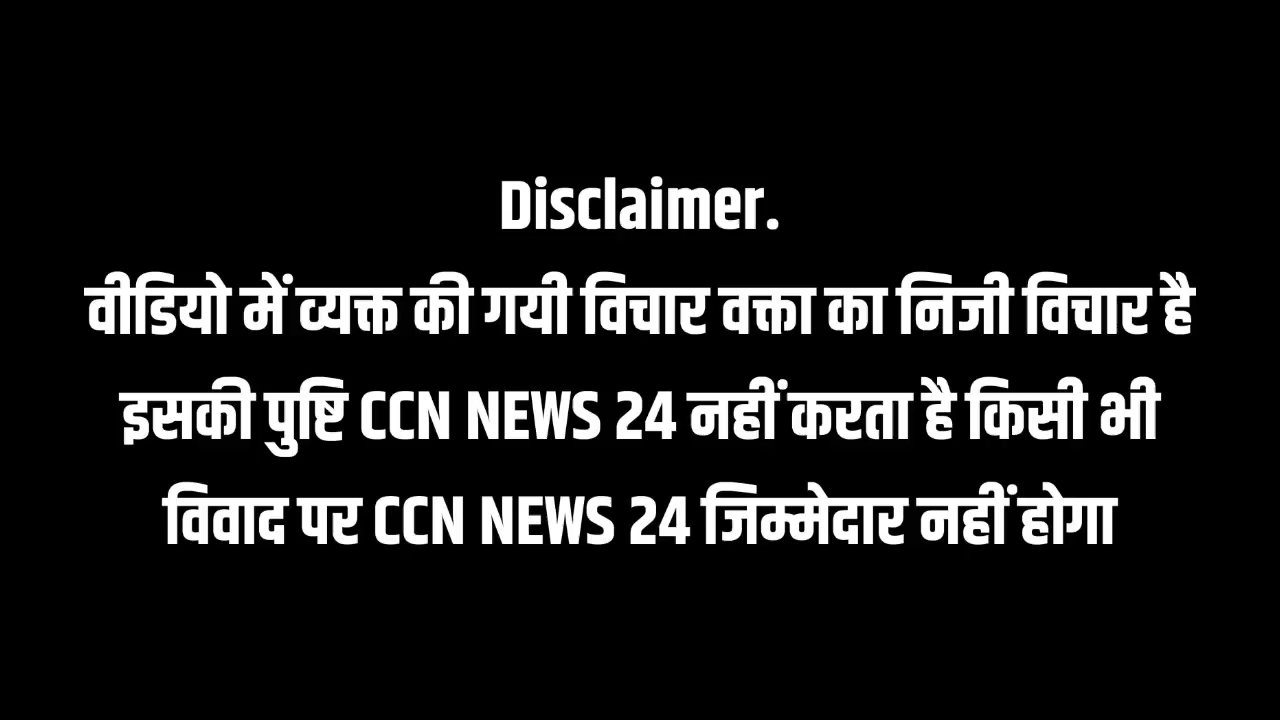 Disclaimer.
वीडियो में व्यक्त की गयी विचार वक्ता का निजी विचार है
इसकी पुष्टि CCN NEWS 24 नहीं करता है किसी भी
विवाद पर CCN NEWS 24 जिम्मेदार नहीं होगा